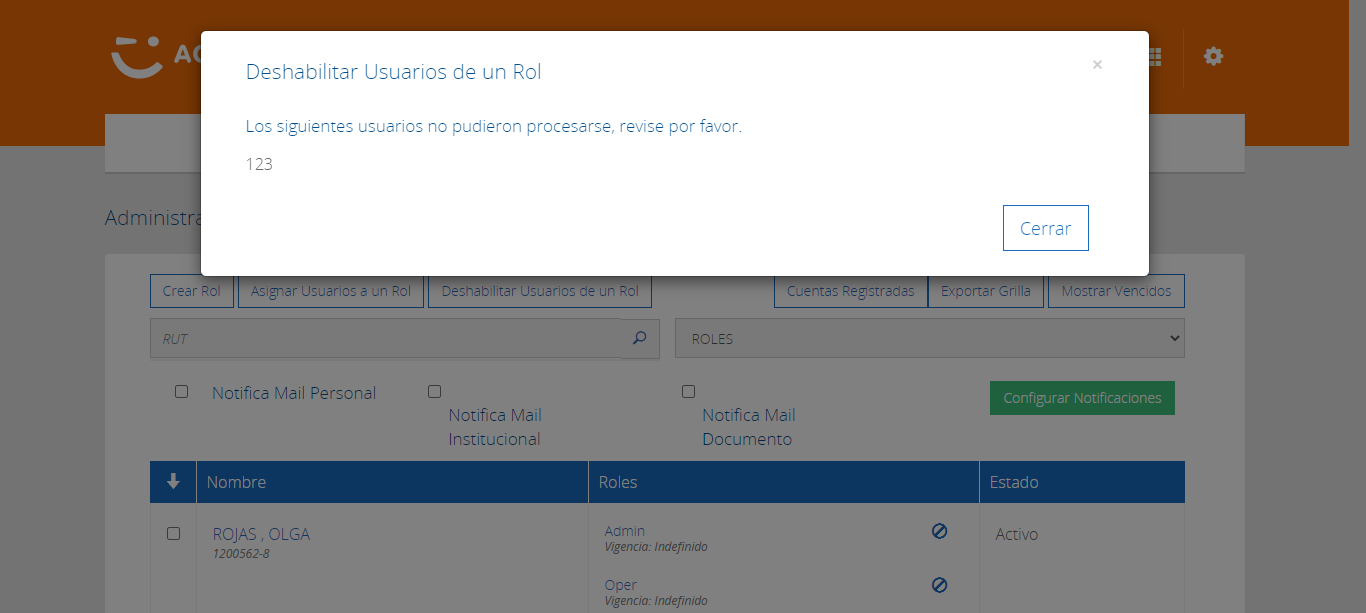 Deshabilitar Usuarios de un Rol
×
Los siguientes usuarios no pudieron procesarse, revise por favor.
123
Cerrar
Crear Rol
Asignar Usuarios a un Rol
Deshabilitar Usuarios de un Rol
Cuentas Registradas
Exportar Grilla
Mostrar Vencidos
RUT
ROLES
Notifica Mail Personal
Notifica Mail
Institucional
Notifica Mail
Documento
Configurar Notificaciones
Nombre
Roles
Estado
ROJAS , OLGA
1200562-8
Admin
Vigencia: Indefinido
Activo
Oper
Vigencia: Indefinido